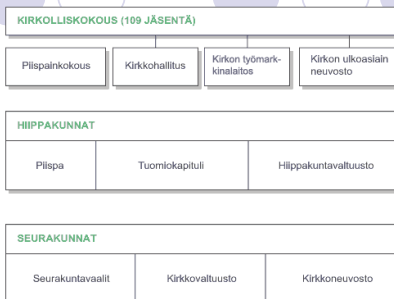 KIRKOLLISKOKOUS (109 JÄSENTÄ)
Piispainkokous
Kirkkohallitus
Kirkon työmark-
kinalaitos
Kirkon ulkoasiain
neuvosto
HIIPPAKUNNAT
Piispa
Tuomiokapituli
Hiippakuntavaltuusto
SEURAKUNNAT
Seurakuntavaalit
Kirkkovaltuusto
Kirkkoneuvosto